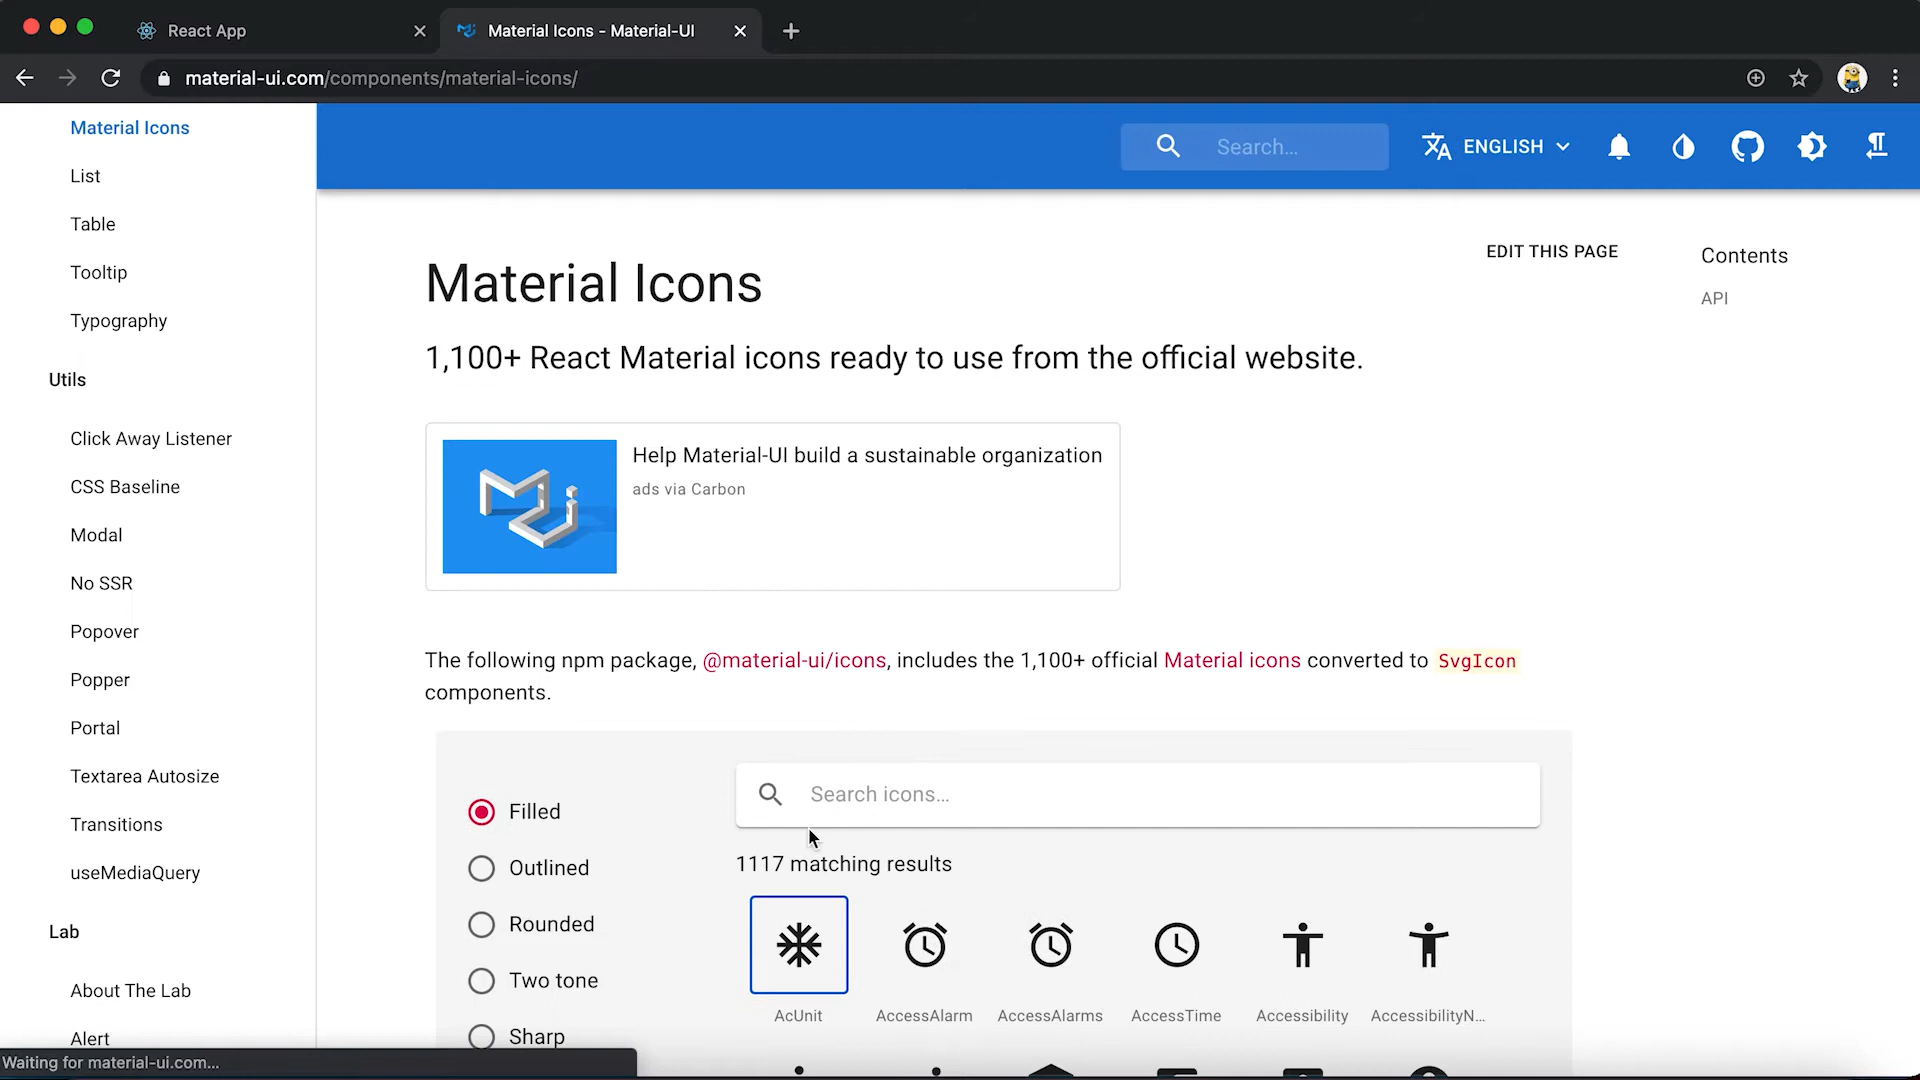 React App
Material Icons - Material-UI
material-ui.com/components/material-icons/
Material Icons
List
Table
Tooltip
Typography
Utils
Click Away Listener
CSS Baseline
Modal
No SSR
Popover
Popper
Portal
Textarea Autosize
Transitions
useMediaQuery
Lab
About The Lab
Alert
Waiting for material-ui.com...
Search…
ENGLISH
EDIT THIS PAGE
Contents
API
Material Icons
1,100+ React Material icons ready to use from the official website.
Help Material-UI build a sustainable organization
ads via Carbon
The following npm package, @material-ui/icons, includes the 1,100+ official Material icons converted to SvgIcon
components.
Filled
Outlined
Rounded
Two tone
Sharp
Search icons…
1117 matching results
AcUnit
AccessAlarm
AccessAlarms
AccessTime
Accessibility
AccessibilityN…